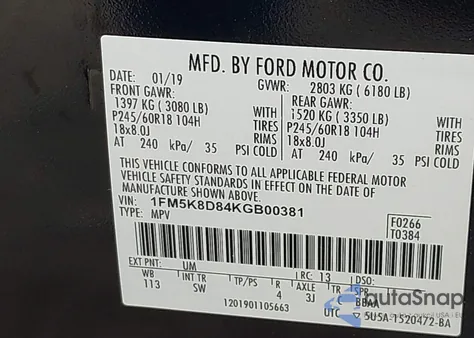 MFD. BY FORD MOTOR CO.
DATE: 01/19 GVWR: 2803 KG ( 6180 LB)
FRONT GAWR: REAR GAWR:
1397 KG ( 3080 LB) WITH 1520 KG ( 3350 LB) WITH
P245/60R18 104H TIRES P245/60R18 104H TIRES
18x8.0J RIMS 18x8.0J RIMS
AT 240 kPa/ 35 PSI COLD AT 240 kPa/ 35 PSI COLD
THIS VEHICLE CONFORMS TO ALL APPLICABLE FEDERAL MOTOR
VEHICLE SAFETY STANDARDS IN EFFECT ON THE DATE OF
MANUFACTURE SHOWN ABOVE.
VIN: 1FM5K8D84KGB00381
TYPE: MPV
F0266
T0384
EXT PNT: UM RC: 13 DSO:
WB INT TR TP/PS R AXLE TR SPR
113 SW 4 3J C BBAA
1201901105663 UTC 5U5A-1520472-BA
AutoSnap